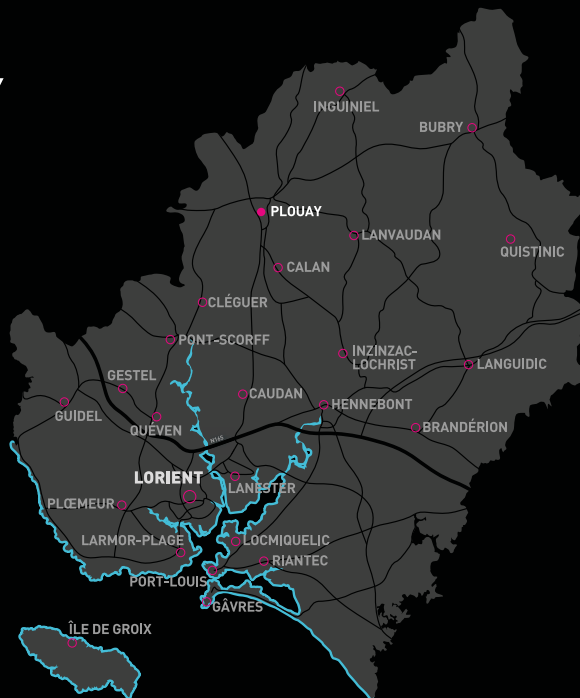 INGUINIEL
BUBRY
PLOUAY
LANVAUDAN
QUISTINIC
CALAN
CLÉGUER
PONT-SCORFF
INZINZAC-
LOCHRIST
LANGUIDIC
GESTEL
CAUDAN
HENNEBONT
GUIDEL
QUÉVEN
BRANDÉRION
N165
LORIENT
LANESTER
PLŒMEUR
LARMOR-PLAGE
LOCMIQUELIC
RIANTEC
PORT-LOUIS
GÂVRES
ÎLE DE GROIX